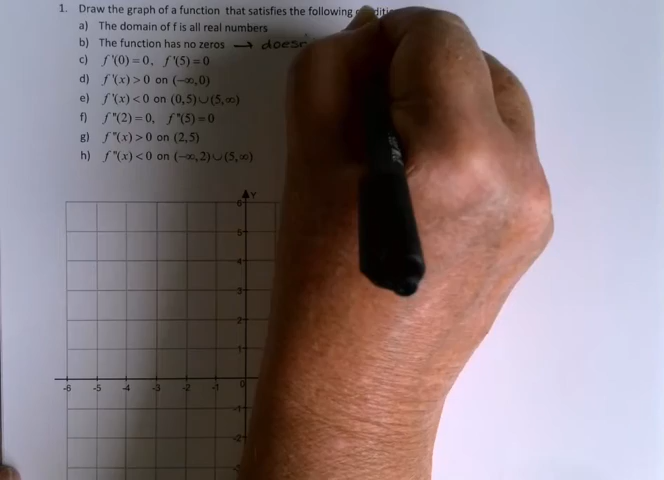 1. Draw the graph of a function that satisfies the following
a) The domain of f is all real numbers
b) The function has no zeros → 
c) f'(0) = 0, f'(5) = 0
d) f'(x) > 0 on (−∞,0)
e) f'(x) < 0 on (0,5)∪(5,∞)
f) f"(2) = 0, f"(5) = 0
g) f"(x) > 0 on (2,5)
h) f"(x) < 0 on (−∞,2)∪(5,∞)
Y
6
5
4
3
2
1
-6 -5 -4 -3 -2 -1 0
-1
-2